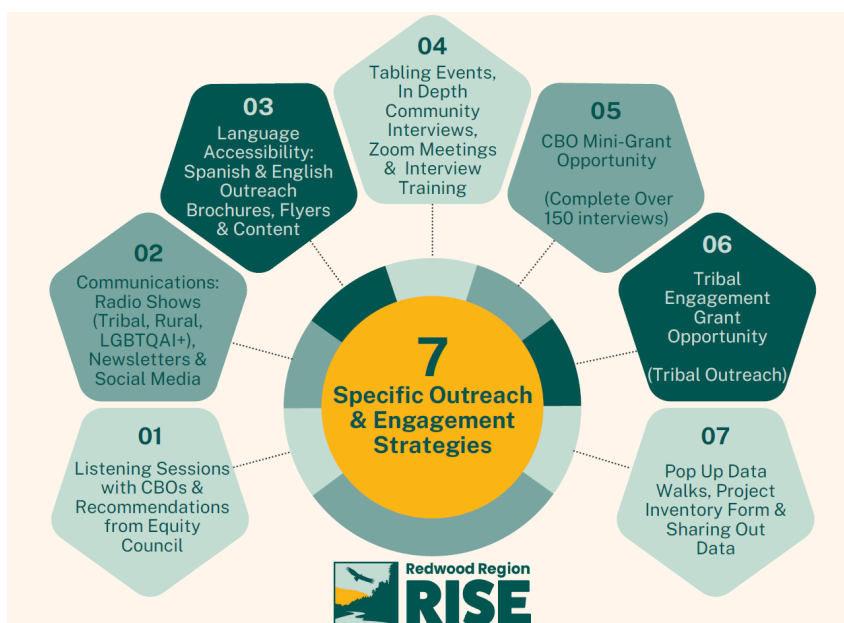 01
Listening Sessions
with CBOs &
Recommendations
from Equity
Council
02
Communications:
Radio Shows
(Tribal, Rural,
LGBTQAI+),
Newsletters &
Social Media
03
Language
Accessibility:
Spanish & English
Outreach
Brochures, Flyers
& Content
04
Tabling Events,
In Depth
Community
Interviews,
Zoom Meetings
& Interview
Training
05
CBO Mini-Grant
Opportunity
(Complete Over
150 interviews)
06
Tribal
Engagement
Grant
Opportunity
(Tribal Outreach)
07
Pop Up Data
Walks, Project
Inventory Form &
Sharing Out
Data
7
Specific Outreach
& Engagement
Strategies
Redwood Region
RISE